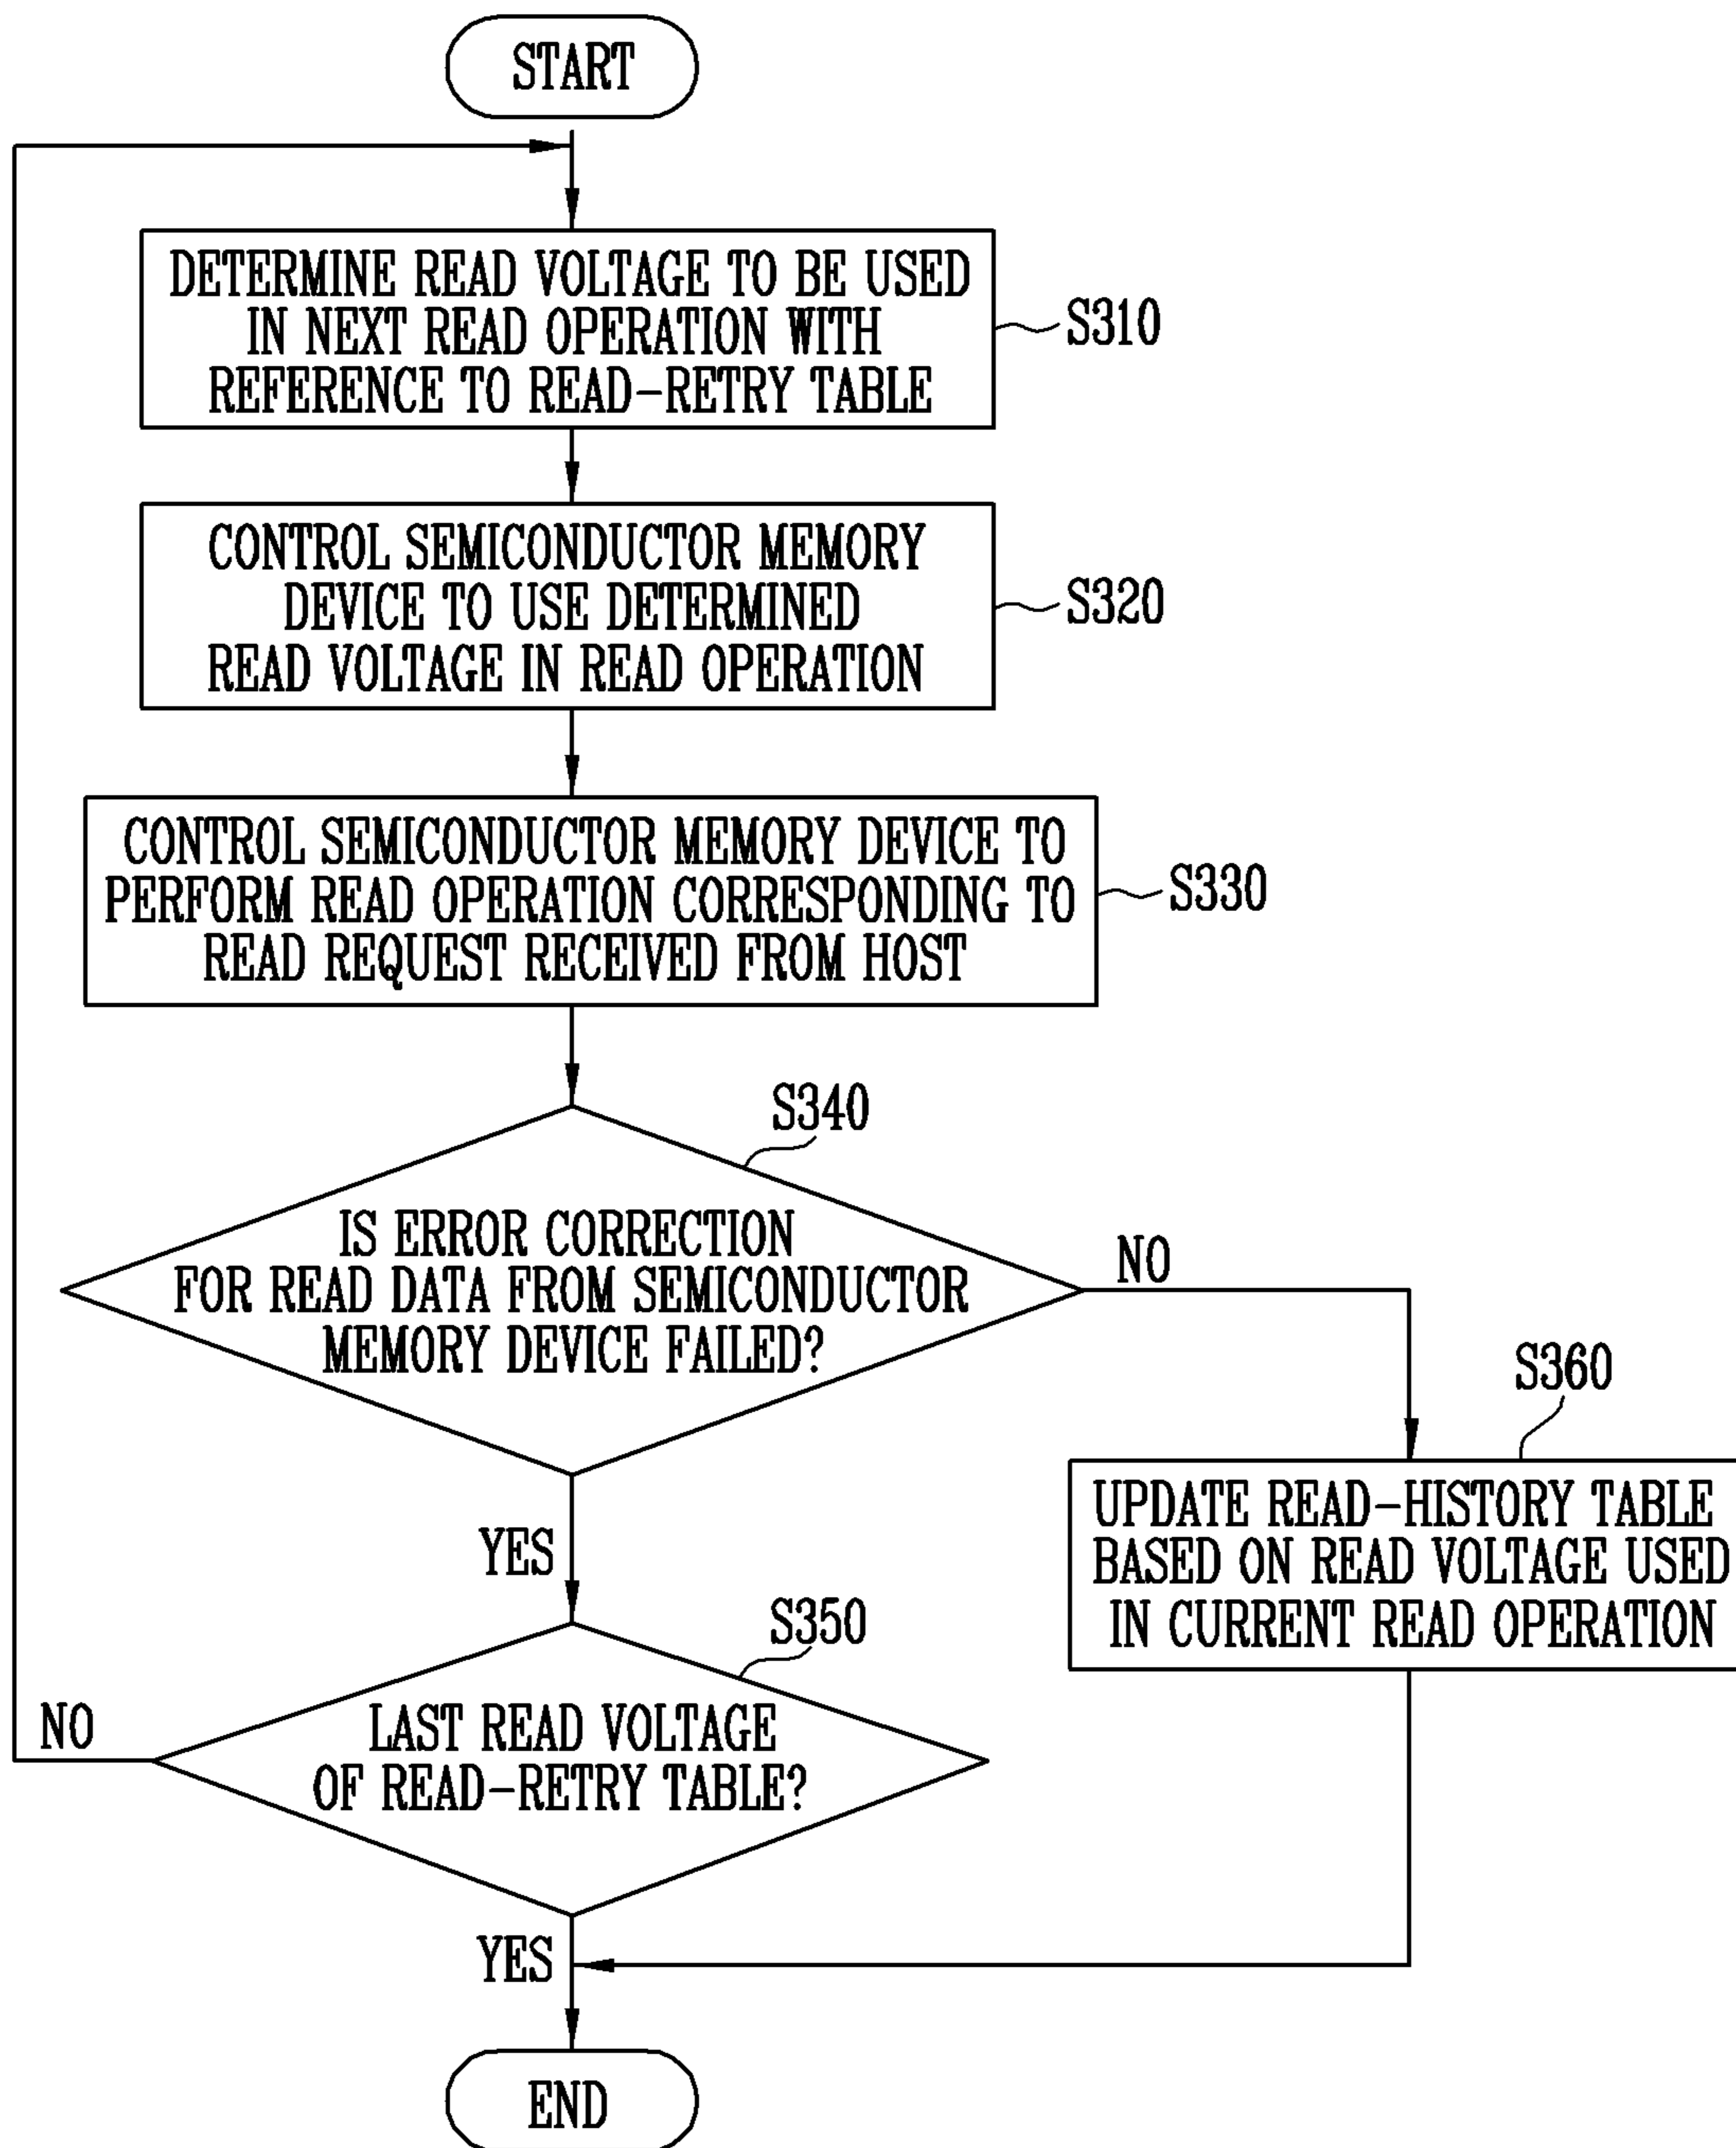 START
DETERMINE READ VOLTAGE TO BE USED
IN NEXT READ OPERATION WITH
REFERENCE TO READ-RETRY TABLE
S310
CONTROL SEMICONDUCTOR MEMORY
DEVICE TO USE DETERMINED
READ VOLTAGE IN READ OPERATION
S320
CONTROL SEMICONDUCTOR MEMORY DEVICE TO
PERFORM READ OPERATION CORRESPONDING TO
READ REQUEST RECEIVED FROM HOST
S330
S340
IS ERROR CORRECTION
FOR READ DATA FROM SEMICONDUCTOR
MEMORY DEVICE FAILED?
NO
S360
UPDATE READ-HISTORY TABLE
BASED ON READ VOLTAGE USED
IN CURRENT READ OPERATION
YES
S350
LAST READ VOLTAGE
OF READ-RETRY TABLE?
NO
YES
END